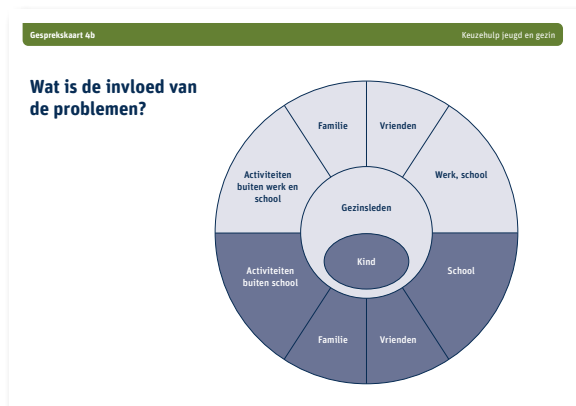 Gesprekskaart 4b
Keuzehulp jeugd en gezin
Wat is de invloed van
de problemen?
Familie
Vrienden
Activiteiten
buiten werk en
school
Werk, school
Gezinsleden
Kind
Activiteiten
buiten school
School
Familie
Vrienden